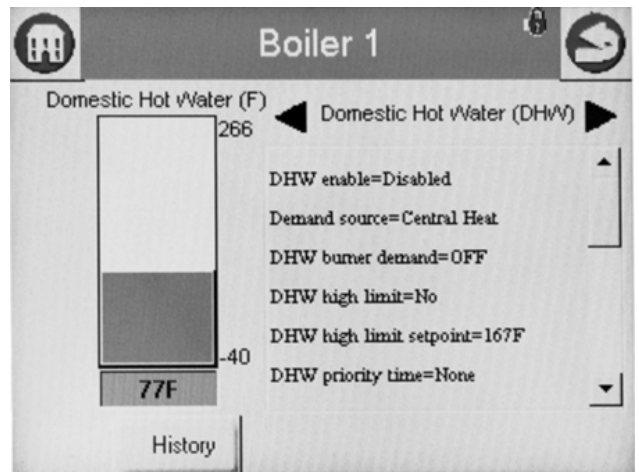 Boiler 1
Domestic Hot Water (F)
266
-40
77F
History
Domestic Hot Water (DHW)
DHW enable=Disabled
Demand source=Central Heat
DHW burner demand=OFF
DHW high limit=No
DHW high limit setpoint=167F
DHW priority time=None